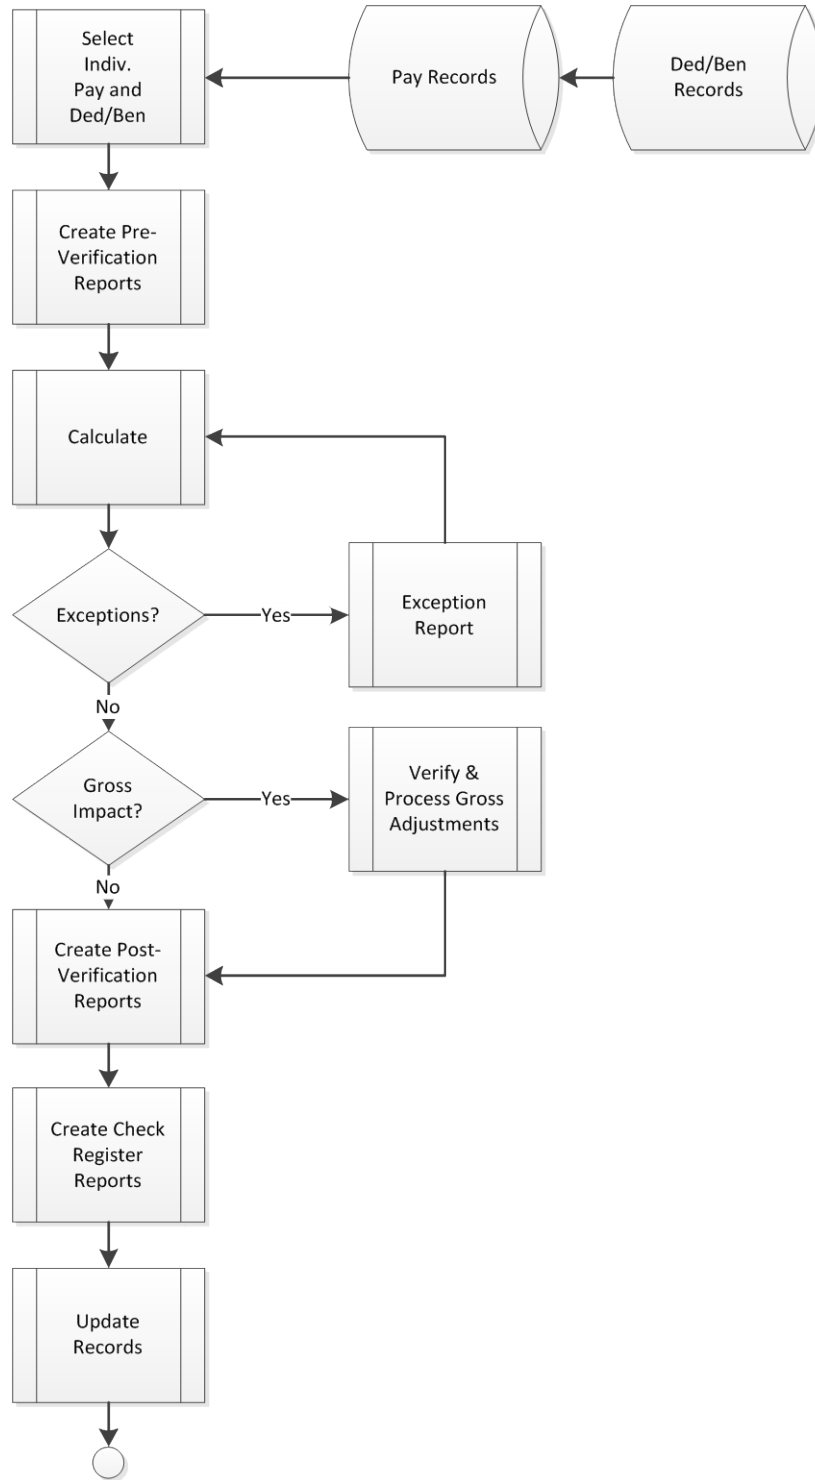 Select
Indiv.
Pay and
Ded/Ben
Pay Records
Ded/Ben
Records
Create Pre-
Verification
Reports
Calculate
Exceptions?
Yes
Exception
Report
No
Gross
Impact?
Yes
Verify &
Process Gross
Adjustments
No
Create Post-
Verification
Reports
Create Check
Register
Reports
Update
Records